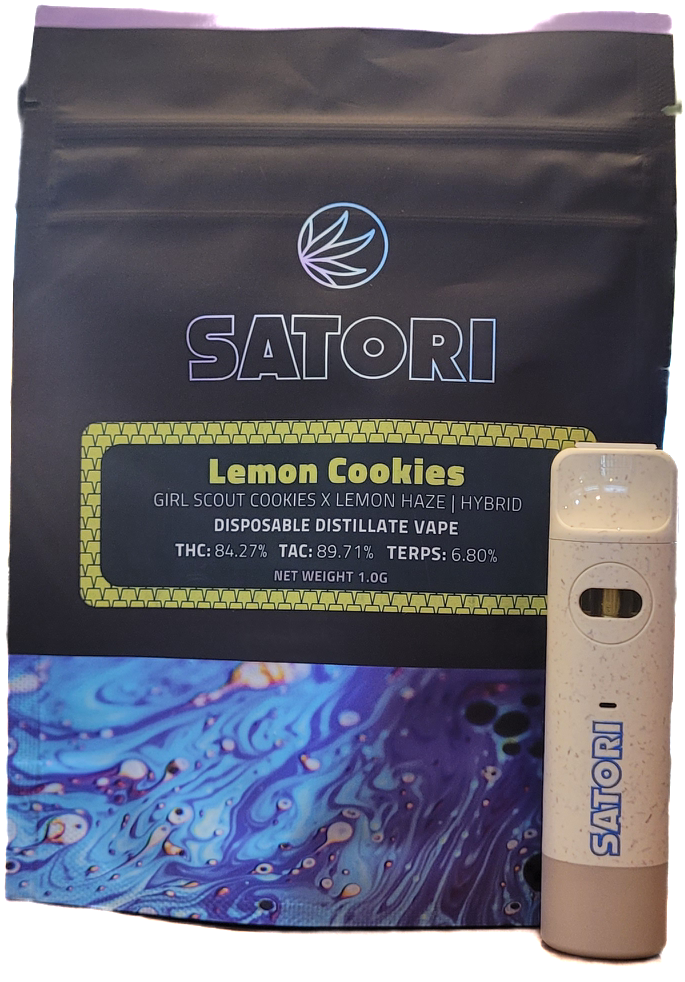 SATORI
Lemon Cookies
GIRL SCOUT COOKIES X LEMON HAZE | HYBRID
DISPOSABLE DISTILLATE VAPE
THC: 84.27% TAC: 89.71% TERPS: 6.80%
NET WEIGHT 1.0G
SATORI